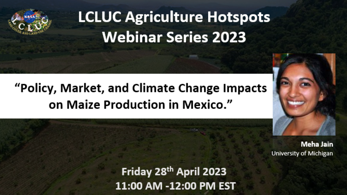 LCLUC
LCLUC Agriculture Hotspots
Webinar Series 2023
“Policy, Market, and Climate Change Impacts
on Maize Production in Mexico.”
Meha Jain
University of Michigan
Friday 28th April 2023
11:00 AM -12:00 PM EST